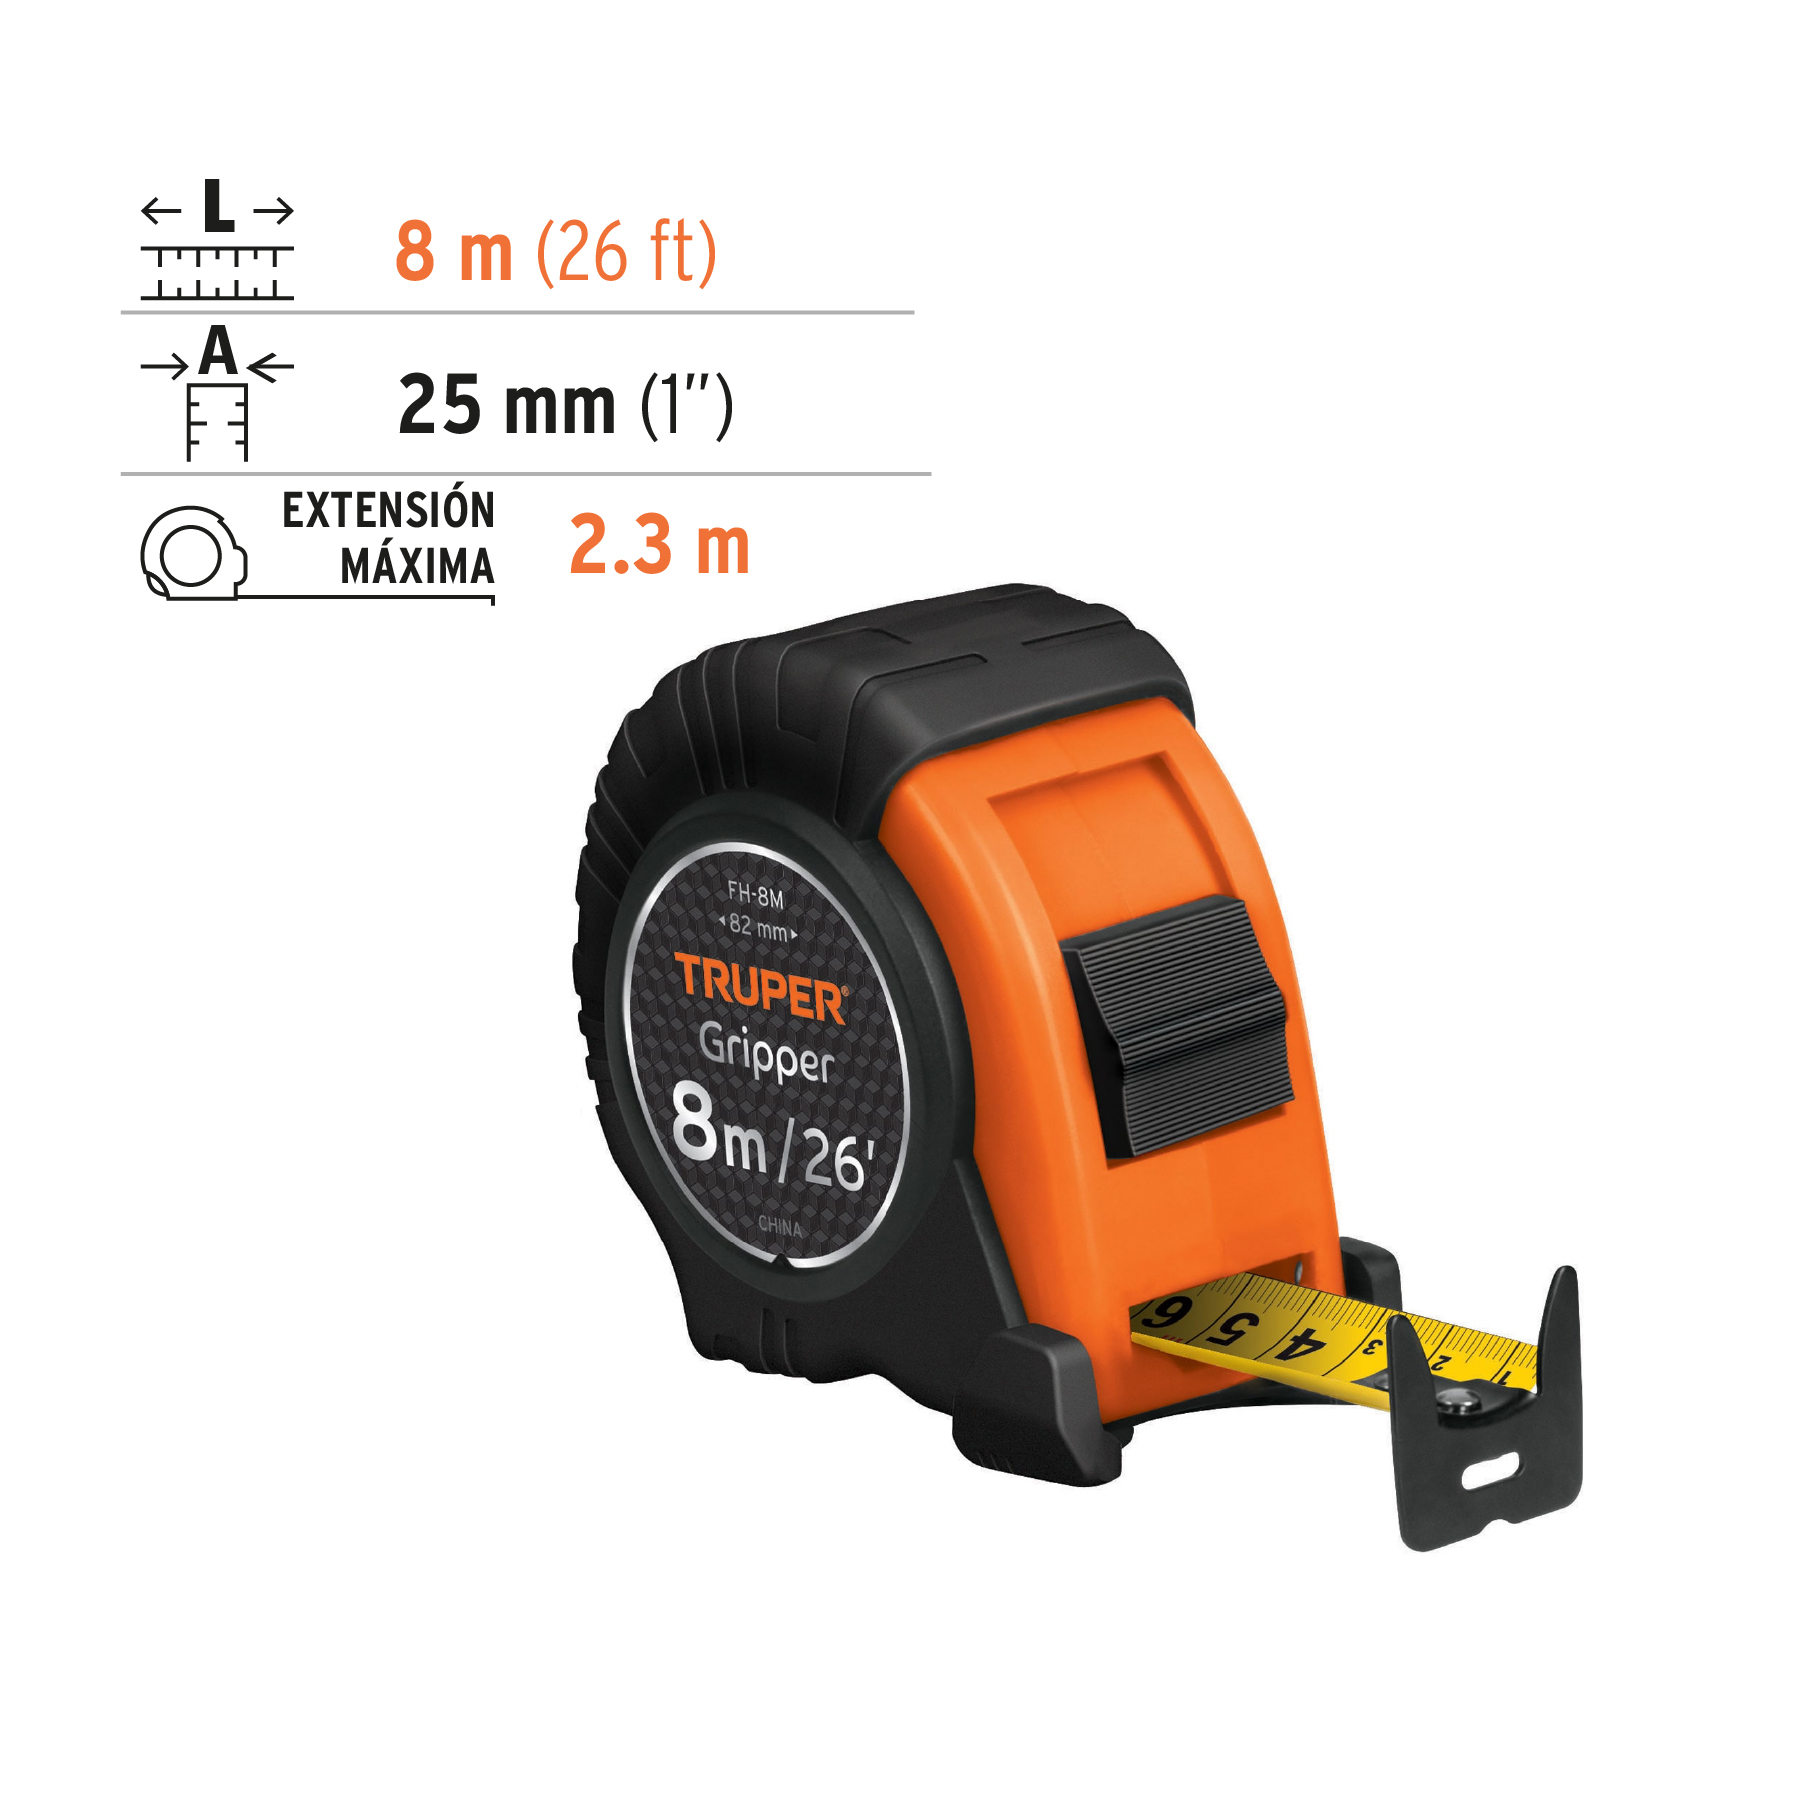 L
8 m (26 ft)
A
25 mm (1″)
EXTENSIÓN
MÁXIMA
2.3 m
FH-8M
82 mm
TRUPER®
Gripper
8m/26'
CHINA
6 5 4 3 2 1